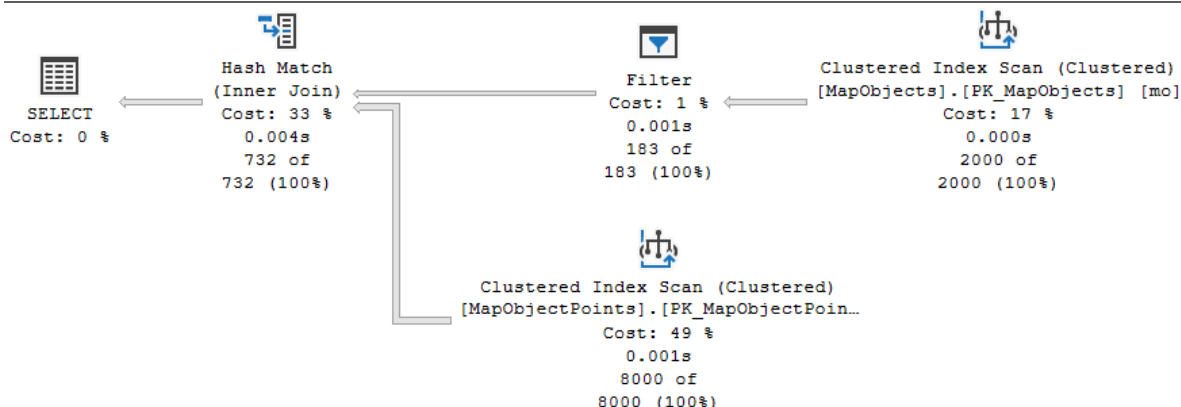 SELECT
Cost: 0 %
Hash Match
(Inner Join)
Cost: 33 %
0.004s
732 of
732 (100%)
Filter
Cost: 1 %
0.001s
183 of
183 (100%)
Clustered Index Scan (Clustered)
[MapObjects].[PK_MapObjects] [mo]
Cost: 17 %
0.000s
2000 of
2000 (100%)
Clustered Index Scan (Clustered)
[MapObjectPoints].[PK_MapObjectPoin…
Cost: 49 %
0.001s
8000 of
8000 (100%)